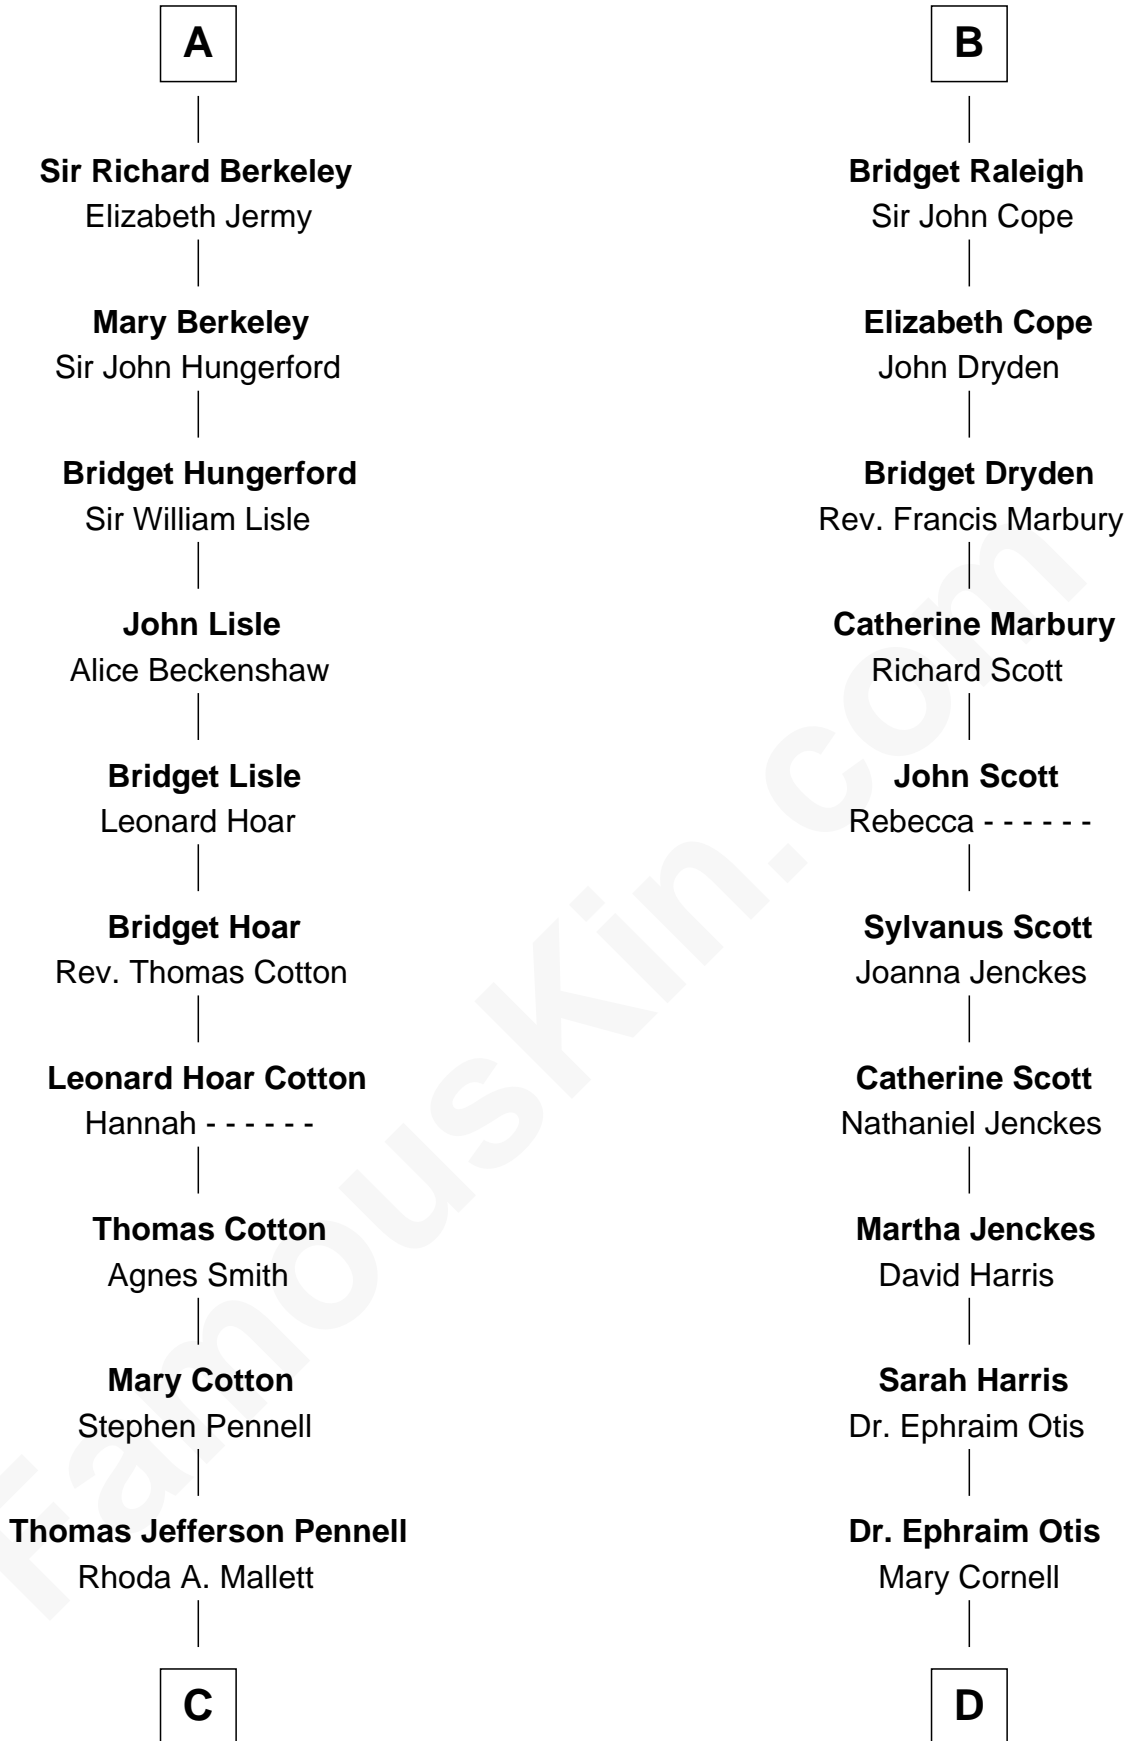 A
Sir Richard Berkeley
Elizabeth Jermy
Mary Berkeley
Sir John Hungerford
Bridget Hungerford
Sir William Lisle
John Lisle
Alice Beckenshaw
Bridget Lisle
Leonard Hoar
Bridget Hoar
Rev. Thomas Cotton
Leonard Hoar Cotton
Hannah - - - - - -
Thomas Cotton
Agnes Smith
Mary Cotton
Stephen Pennell
Thomas Jefferson Pennell
Rhoda A. Mallett
C
B
Bridget Raleigh
Sir John Cope
Elizabeth Cope
John Dryden
Bridget Dryden
Rev. Francis Marbury
Catherine Marbury
Richard Scott
John Scott
Rebecca - - - - - -
Sylvanus Scott
Joanna Jenckes
Catherine Scott
Nathaniel Jenckes
Martha Jenckes
David Harris
Sarah Harris
Dr. Ephraim Otis
Dr. Ephraim Otis
Mary Cornell
D
FamousKin.com